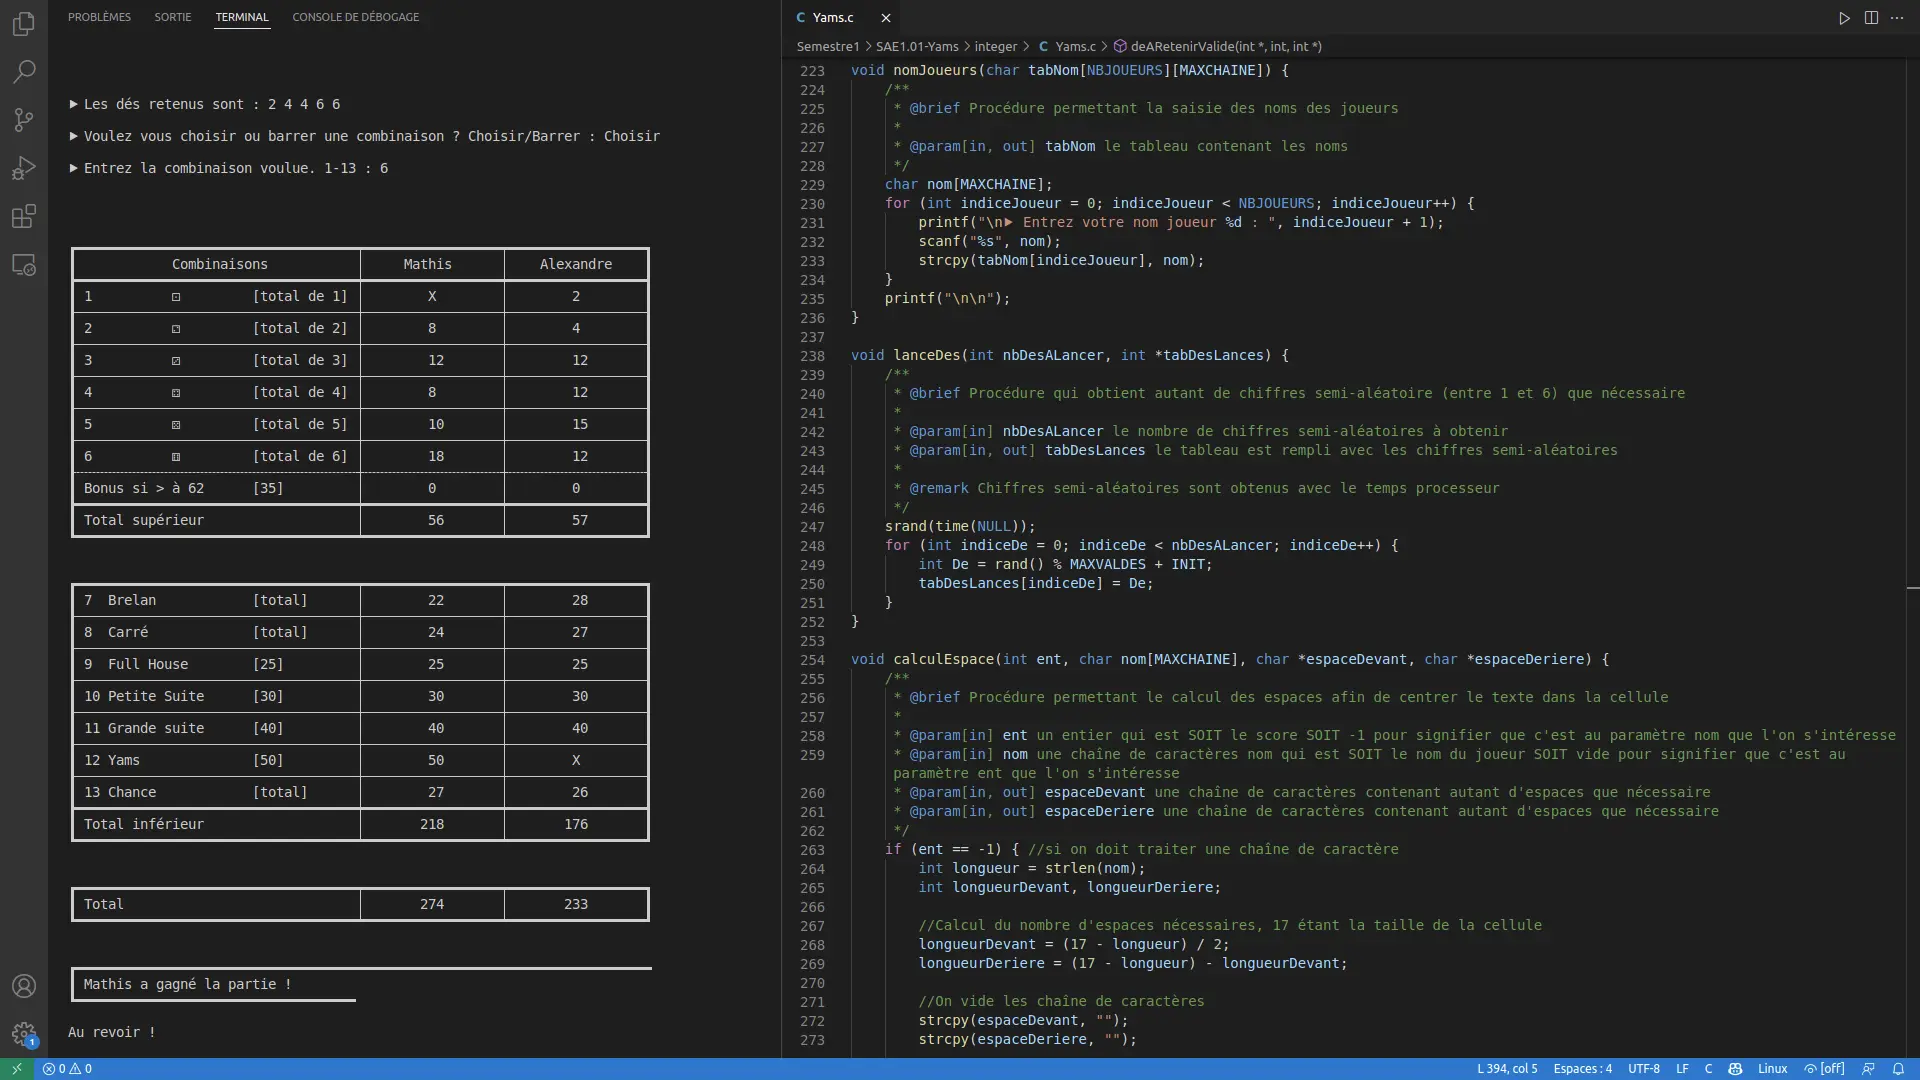 PROBLÈMES SORTIE TERMINAL CONSOLE DE DÉBOGAGE
▶ Les dés retenus sont : 2 4 4 6 6
▶ Voulez vous choisir ou barrer une combinaison ? Choisir/Barrer : Choisir
▶ Entrez la combinaison voulue. 1-13 : 6
Combinaisons Mathis Alexandre
1 ⚀ [total de 1] X 2
2 ⚁ [total de 2] 8 4
3 ⚂ [total de 3] 12 12
4 ⚃ [total de 4] 8 12
5 ⚄ [total de 5] 10 15
6 ⚅ [total de 6] 18 12
Bonus si > à 62 [35] 0 0
Total supérieur 56 57
7 Brelan [total] 22 28
8 Carré [total] 24 27
9 Full House [25] 25 25
10 Petite Suite [30] 30 30
11 Grande suite [40] 40 40
12 Yams [50] 50 X
13 Chance [total] 27 26
Total inférieur 218 176
Total 274 233
Mathis a gagné la partie !
Au revoir !
C Yams.c
Semestre1 > SAE1.01-Yams > integer > C Yams.c > deARetenirValide(int *, int, int *)
223 void nomJoueurs(char tabNom[NBJOUEURS][MAXCHAINE]) {
224 /**
225 * @brief Procédure permettant la saisie des noms des joueurs
226 *
227 * @param[in, out] tabNom le tableau contenant les noms
228 */
229 char nom[MAXCHAINE];
230 for (int indiceJoueur = 0; indiceJoueur < NBJOUEURS; indiceJoueur++) {
231 printf("\n▶ Entrez votre nom joueur %d : ", indiceJoueur + 1);
232 scanf("%s", nom);
233 strcpy(tabNom[indiceJoueur], nom);
234 }
235 printf("\n\n");
236 }
237
238 void lanceDes(int nbDesALancer, int *tabDesLances) {
239 /**
240 * @brief Procédure qui obtient autant de chiffres semi-aléatoire (entre 1 et 6) que nécessaire
241 *
242 * @param[in] nbDesALancer le nombre de chiffres semi-aléatoires à obtenir
243 * @param[in, out] tabDesLances le tableau est rempli avec les chiffres semi-aléatoires
244 *
245 * @remark Chiffres semi-aléatoires sont obtenus avec le temps processeur
246 */
247 srand(time(NULL));
248 for (int indiceDe = 0; indiceDe < nbDesALancer; indiceDe++) {
249 int De = rand() % MAXVALDES + INIT;
250 tabDesLances[indiceDe] = De;
251 }
252 }
253
254 void calculEspace(int ent, char nom[MAXCHAINE], char *espaceDevant, char *espaceDeriere) {
255 /**
256 * @brief Procédure permettant le calcul des espaces afin de centrer le texte dans la cellule
257 *
258 * @param[in] ent un entier qui est SOIT le score SOIT -1 pour signifier que c'est au paramètre nom que l'on s'intéresse
259 * @param[in] nom une chaîne de caractères nom qui est SOIT le nom du joueur SOIT vide pour signifier que c'est au
paramètre ent que l'on s'intéresse
260 * @param[in, out] espaceDevant une chaîne de caractères contenant autant d'espaces que nécessaire
261 * @param[in, out] espaceDeriere une chaîne de caractères contenant autant d'espaces que nécessaire
262 */
263 if (ent == -1) { //si on doit traiter une chaîne de caractère
264 int longueur = strlen(nom);
265 int longueurDevant, longueurDeriere;
266
267 //Calcul du nombre d'espaces nécessaires, 17 étant la taille de la cellule
268 longueurDevant = (17 - longueur) / 2;
269 longueurDeriere = (17 - longueur) - longueurDevant;
270
271 //On vide les chaîne de caractères
272 strcpy(espaceDevant, "");
273 strcpy(espaceDeriere, "");
1
0 0 L 394, col 5 Espaces : 4 UTF-8 LF C Linux [off]